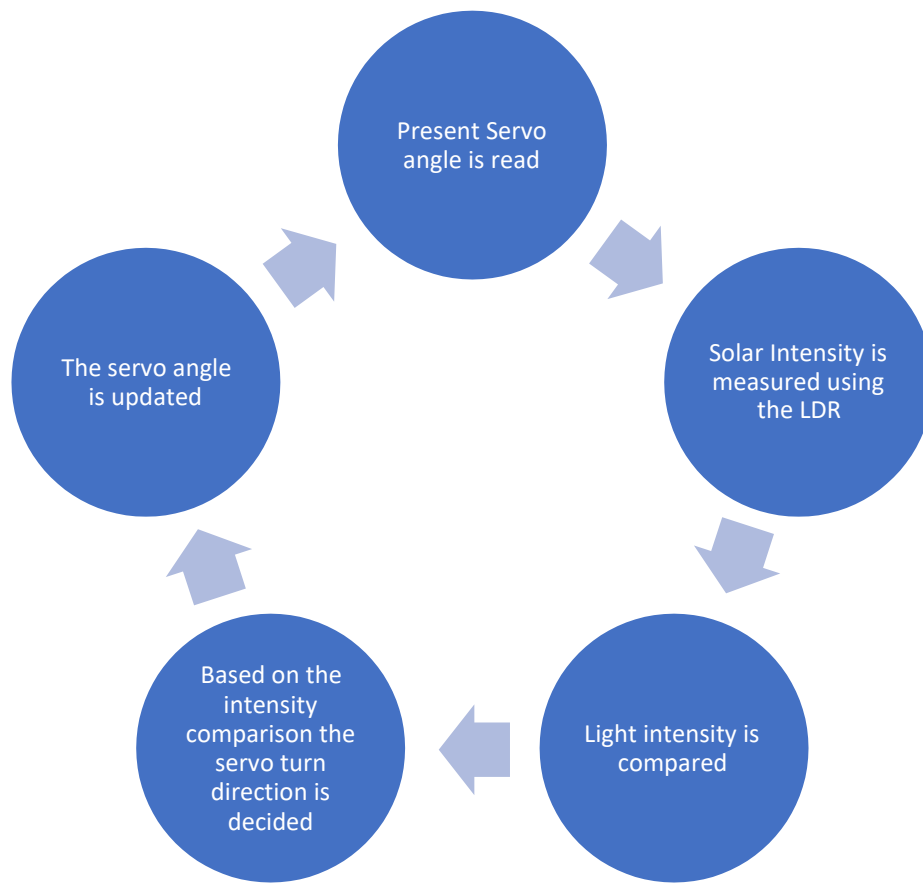 Present Servo
angle is read
Solar Intensity is
measured using
the LDR
Light intensity is
compared
Based on the
intensity
comparison the
servo turn
direction is
decided
The servo angle
is updated